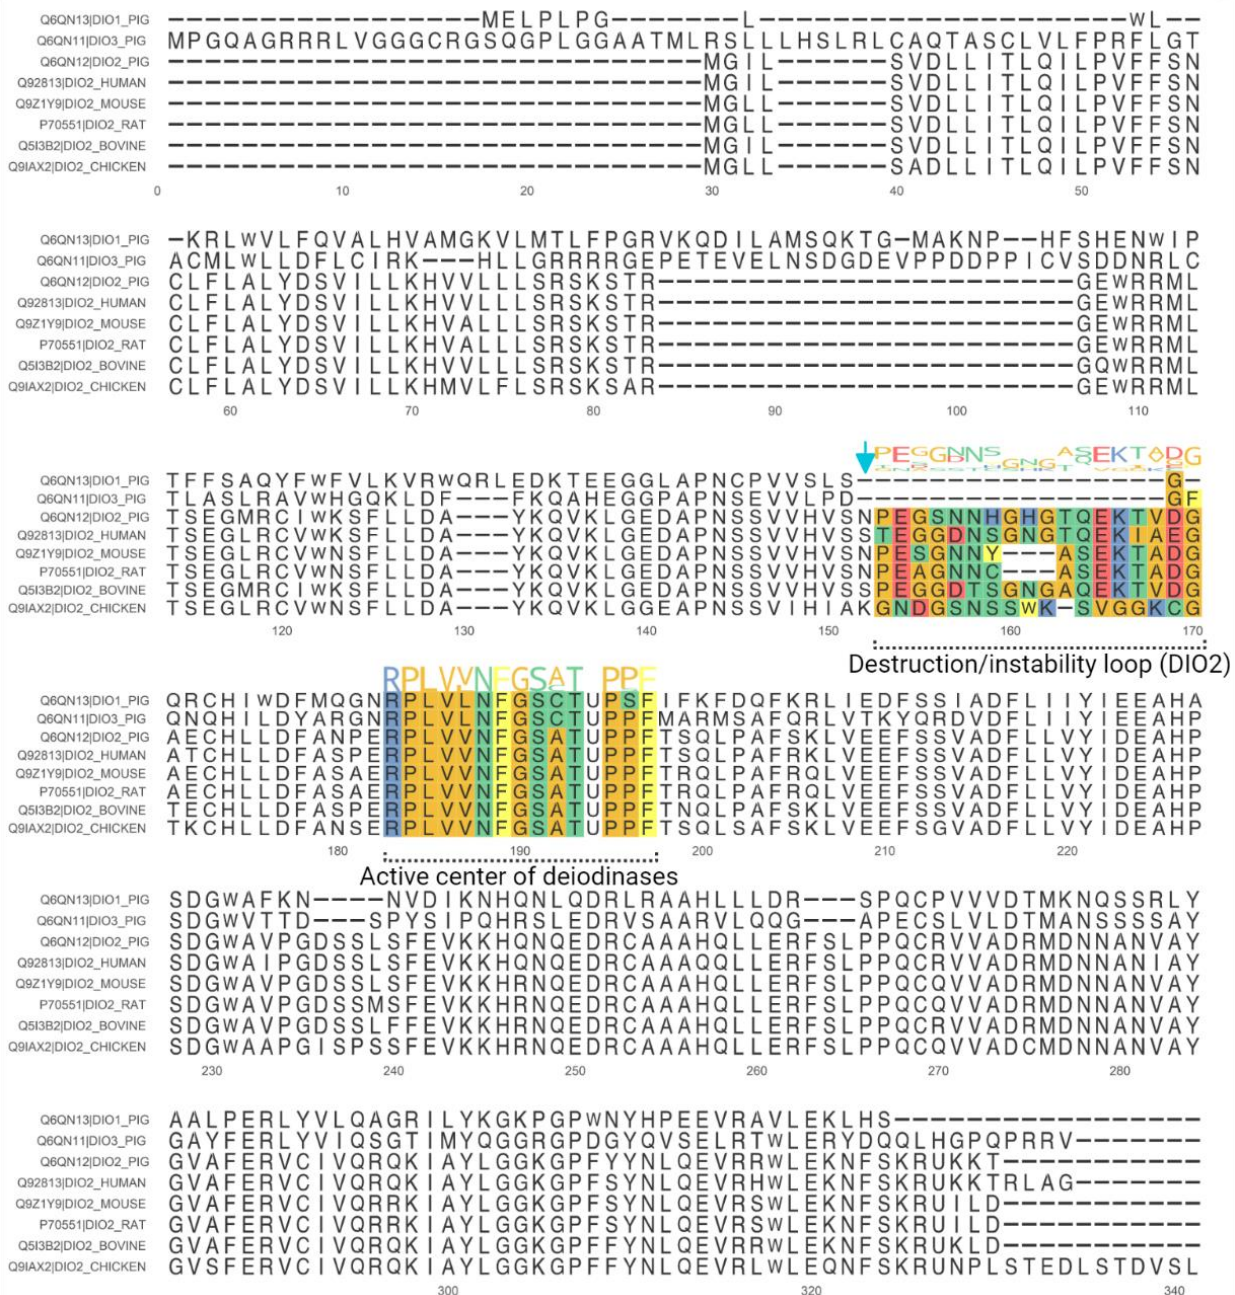 Q6QN13|DIO1_PIG -----------------MELPLPG-------L--------------------WL--
Q6QN11|DIO3_PIG MPGQAGRRRLVGGGCRGSQGPLGGAATMLRSLLLHSLRLCAQTASCLVLFPRFLGT
Q6QN12|DIO2_PIG -----------------------------MGIL------SVDLLITLQILPVFFSN
Q92813|DIO2_HUMAN -----------------------------MGIL------SVDLLITLQILPVFFSN
Q9Z1Y9|DIO2_MOUSE -----------------------------MGLL------SVDLLITLQILPVFFSN
P70551|DIO2_RAT -----------------------------MGLL------SVDLLITLQILPVFFSN
Q5I3B2|DIO2_BOVINE -----------------------------MGLL------SVDLLITLQILPVFFSN
Q9IAX2|DIO2_CHICKEN -----------------------------MGLL------SADLLITLQILPVFFSN
0 10 20 30 40 50
Q6QN13|DIO1_PIG -KRLWVLFQVALHVAMGKVLMTLFPGRVKQDILAMSQKTG-MAKNP--HFSHENWIP
Q6QN11|DIO3_PIG ACMLWLLDFLCIRK---HLLGRRRRGEPETEVELNSDGDEVPPDDPPICVSDDNRLC
Q6QN12|DIO2_PIG CLFLALYDSVILLKHVVLLLSRSKSTR-----------------------GEWRRML
Q92813|DIO2_HUMAN CLFLALYDSVILLKHVVLLLSRSKSTR-----------------------GEWRRML
Q9Z1Y9|DIO2_MOUSE CLFLALYDSVILLKHVALLLSRSKSTR-----------------------GEWRRML
P70551|DIO2_RAT CLFLALYDSVILLKHVALLLSRSKSTR-----------------------GEWRRML
Q5I3B2|DIO2_BOVINE CLFLALYDSVILLKHVVLLLSRSKSTR-----------------------GQWRRML
Q9IAX2|DIO2_CHICKEN CLFLALYDSVILLKHMVLFLSRSKSAR-----------------------GEWRRML
60 70 80 90 100 110
PEGGNNSGNGASEKTADG
Q6QN13|DIO1_PIG TFFSAQYFWFVLKVRWQRLEDKTEEGGLAPNCPVVSLS-----------------G-
Q6QN11|DIO3_PIG TLASLRAVWHGQKLDF---FKQAHEGGPAPNSEVVLPD-----------------GF
Q6QN12|DIO2_PIG TSEGMRCIWKSFLLDA---YKQVKLGEDAPNSSVVHVSNPEGSNNHGHGTQEKTVDG
Q92813|DIO2_HUMAN TSEGLRCVWKSFLLDA---YKQVKLGEDAPNSSVVHVSSTEGGDNSGNGTQEKIAEG
Q9Z1Y9|DIO2_MOUSE TSEGLRCVWNSFLLDA---YKQVKLGEDAPNSSVVHVSNPESGNNY---ASEKTADG
P70551|DIO2_RAT TSEGLRCVWNSFLLDA---YKQVKLGEDAPNSSVVHVSNPEAGNNC---ASEKTADG
Q5I3B2|DIO2_BOVINE TSEGMRCIWKSFLLDA---YKQVKLGEDAPNSSVVHVSSPEGGDTSGNGAQEKTVDG
Q9IAX2|DIO2_CHICKEN TSEGLRCVWNSFLLDA---YKQVKLGGEAPNSSVIHIAKGNDGSNSSWK-SVGGKCG
120 130 140 150 160 170
Destruction/instability loop (DIO2)
RPLVVNFGSAT PPF
Q6QN13|DIO1_PIG QRCHIWDFMQGNRPLVLNFGSCTUPSFIFKFDQFKRLIEDFSSIADFLIIYIEEAHA
Q6QN11|DIO3_PIG QNQHILDYARGNRPLVLNFGSCTUPPFMARMSAFQRLVTKYQRDVDFLIIYIEEAHP
Q6QN12|DIO2_PIG AECHLLDFANPERPLVVNFGSATUPPFTSQLPAFSKLVEEFSSVADFLLVYIDEAHP
Q92813|DIO2_HUMAN ATCHLLDFASPERPLVVNFGSATUPPFTSQLPAFRKLVEEFSSVADFLLVYIDEAHP
Q9Z1Y9|DIO2_MOUSE AECHLLDFASAERPLVVNFGSATUPPFTRQLPAFRQLVEEFSSVADFLLVYIDEAHP
P70551|DIO2_RAT AECHLLDFASAERPLVVNFGSATUPPFTRQLPAFRQLVEEFSSVADFLLVYIDEAHP
Q5I3B2|DIO2_BOVINE TECHLLDFASPERPLVVNFGSATUPPFTNQLPAFSKLVEEFSSVADFLLVYIDEAHP
Q9IAX2|DIO2_CHICKEN TKCHLLDFANSERPLVVNFGSATUPPFTSQLSAFSKLVEEFSGVADFLLVYIDEAHP
180 190 200 210 220
Active center of deiodinases
Q6QN13|DIO1_PIG SDGWAFKN----NVDIKNHQNLQDRLRAAHLLLDR---SPQCPVVVDTMKNQSSRLY
Q6QN11|DIO3_PIG SDGWVTTD---SPYSIPQHRSLEDRVSAARVLQQG---APECSLVLDTMANSSSSAY
Q6QN12|DIO2_PIG SDGWAVPGDSSLSFEVKKHQNQEDRCAAAHQLLERFSLPPQCRVVADRMDNNANVAY
Q92813|DIO2_HUMAN SDGWAIPGDSSLSFEVKKHQNQEDRCAAAQQLLERFSLPPQCRVVADRMDNNANIAY
Q9Z1Y9|DIO2_MOUSE SDGWAVPGDSSLSFEVKKHRNQEDRCAAAHQLLERFSLPPQCQVVADRMDNNANVAY
P70551|DIO2_RAT SDGWAVPGDSSMSFEVKKHRNQEDRCAAAHQLLERFSLPPQCQVVADRMDNNANVAY
Q5I3B2|DIO2_BOVINE SDGWAVPGDSSLFFEVKKHRNQEDRCAAAHQLLERFSLPPQCRVVADRMDNNANVAY
Q9IAX2|DIO2_CHICKEN SDGWAAPGISPSSFEVKKHRNQEDRCAAAHQLLERFSLPPQCQVVADCMDNNANVAY
230 240 250 260 270 280
Q6QN13|DIO1_PIG AALPERLYVLQAGRILYKGKPGPWNYHPEEVRAVLEKLHS-----------------
Q6QN11|DIO3_PIG GAYFERLYVIQSGTIMYQGGRGPDGYQVSELRTWLERYDQQLHGPQPRRV-------
Q6QN12|DIO2_PIG GVAFERVCIVQRQKIAYLGGKGPFYYNLQEVRRWLEKNFSKRUKKT-----------
Q92813|DIO2_HUMAN GVAFERVCIVQRQKIAYLGGKGPFSYNLQEVRHWLEKNFSKRUKKTRLAG-------
Q9Z1Y9|DIO2_MOUSE GVAFERVCIVQRRKIAYLGGKGPFSYNLQEVRSWLEKNFSKRUILD-----------
P70551|DIO2_RAT GVAFERVCIVQRRKIAYLGGKGPFSYNLQEVRSWLEKNFSKRUILD-----------
Q5I3B2|DIO2_BOVINE GVAFERVCIVQRQKIAYLGGKGPFFYNLQEVRRWLEKNFSKRUKLD-----------
Q9IAX2|DIO2_CHICKEN GVSFERVCIVQRQKIAYLGGKGPFFYNLQEVRLWLEQNFSKRUNPLSTEDLSTDVSL
300 320 340